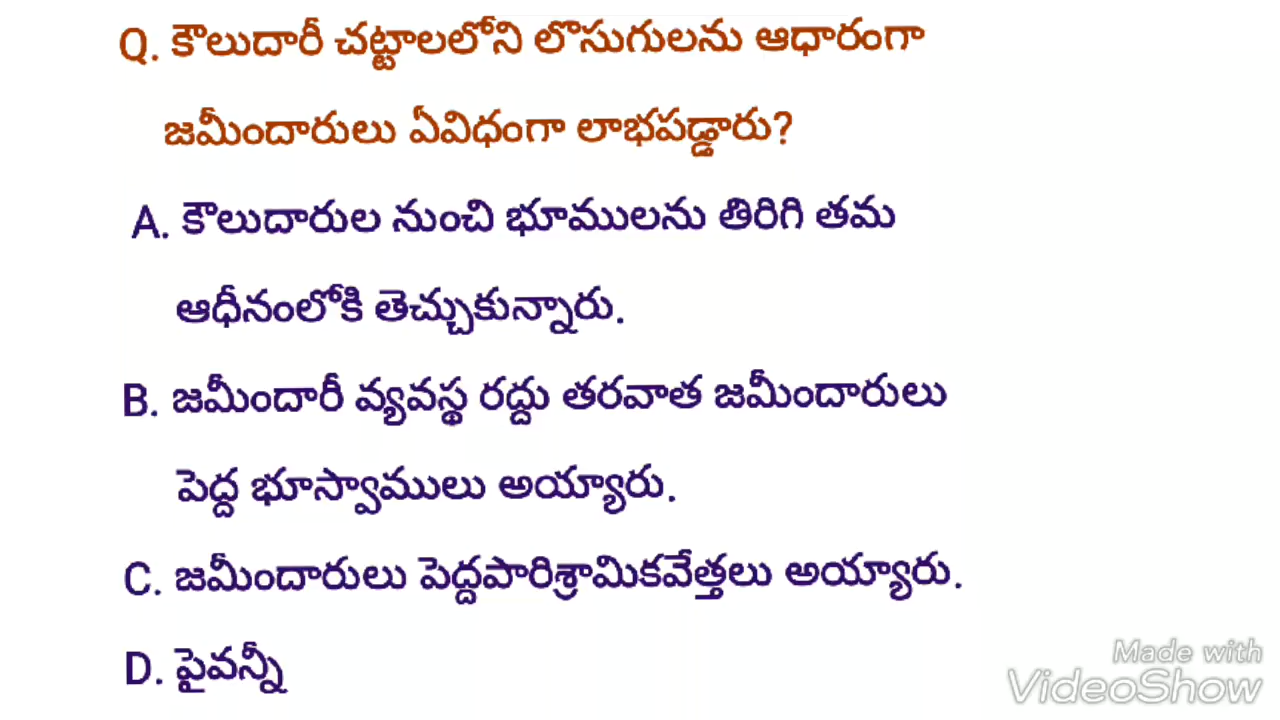 Q. కౌలుదారీ చట్టాలలోని లొసుగులను ఆధారంగా
జమీందారులు ఏవిధంగా లాభపడ్డారు?
A. కౌలుదారుల నుంచి భూములను తిరిగి తమ
ఆధీనంలోకి తెచ్చుకున్నారు.
B. జమీందారీ వ్యవస్థ రద్దు తరవాత జమీందారులు
పెద్ద భూస్వాములు అయ్యారు.
C. జమీందారులు పెద్దపారిశ్రామికవేత్తలు అయ్యారు.
D. పైవన్నీ
Made with
VideoShow